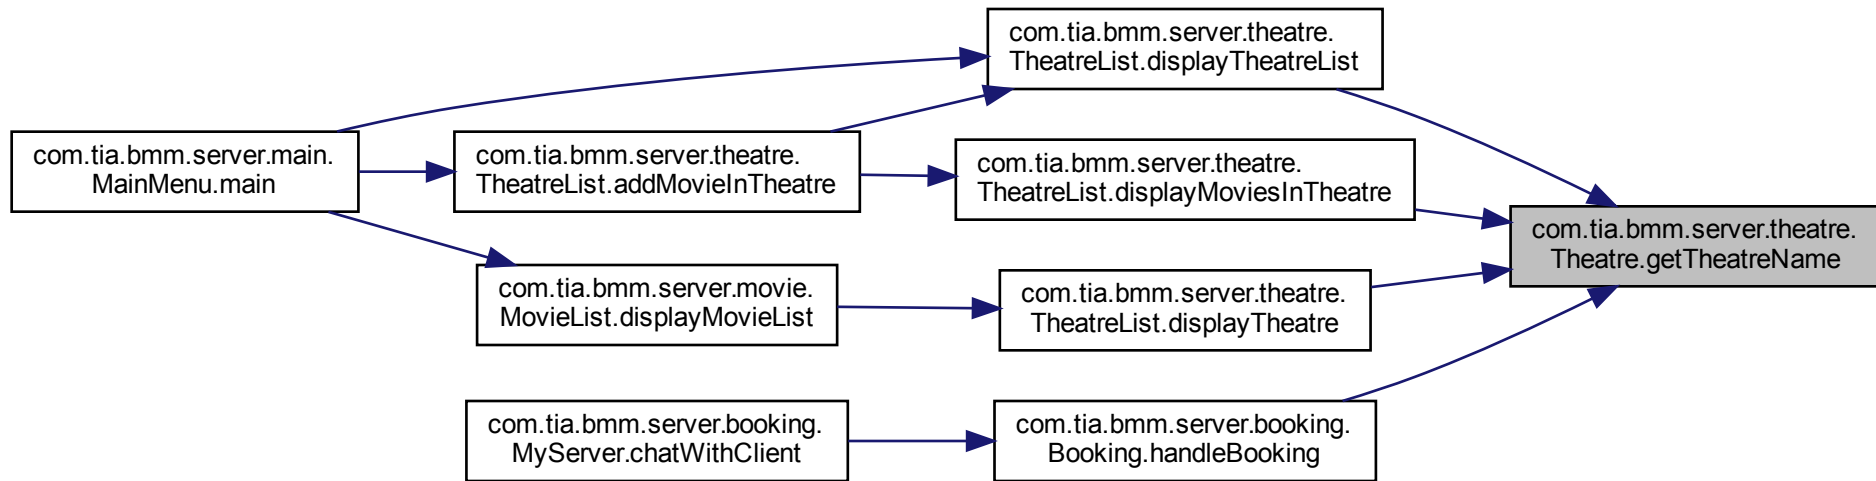 com.tia.bmm.server.theatre.
TheatreList.displayTheatreList
com.tia.bmm.server.main.
MainMenu.main
com.tia.bmm.server.theatre.
TheatreList.addMovieInTheatre
com.tia.bmm.server.theatre.
TheatreList.displayMoviesInTheatre
com.tia.bmm.server.theatre.
Theatre.getTheatreName
com.tia.bmm.server.movie.
MovieList.displayMovieList
com.tia.bmm.server.theatre.
TheatreList.displayTheatre
com.tia.bmm.server.booking.
MyServer.chatWithClient
com.tia.bmm.server.booking.
Booking.handleBooking